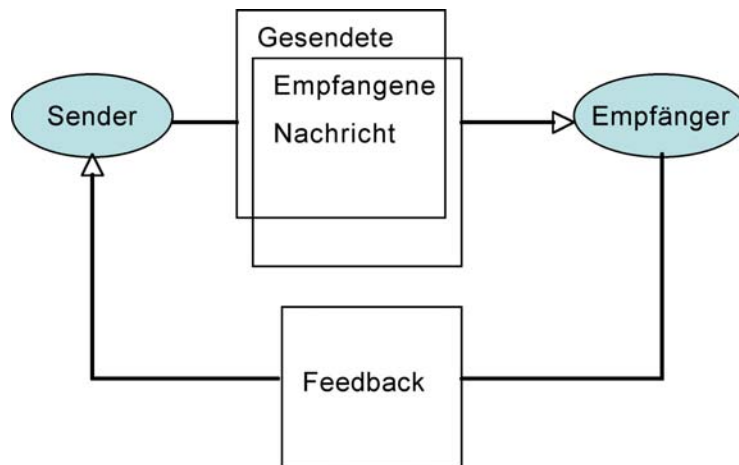 Gesendete
Empfangene
Sender
Empfänger
Nachricht
Feedback